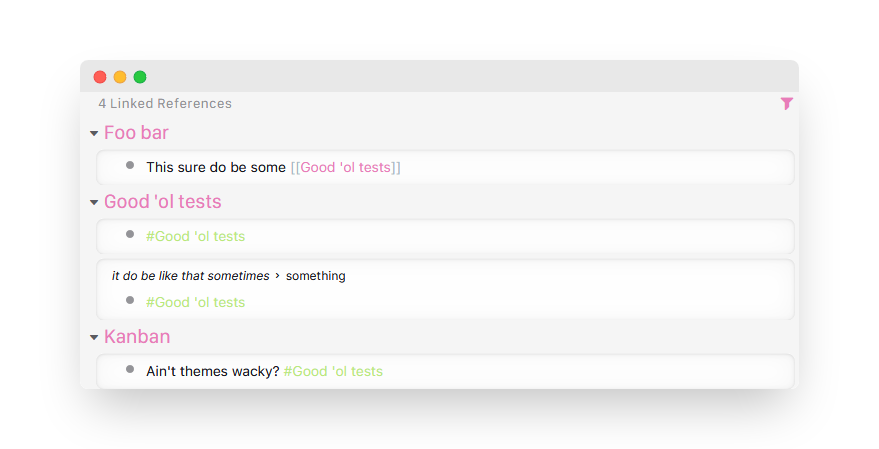 4 Linked References
Foo bar
This sure do be some [[Good 'ol tests]]
Good 'ol tests
#Good 'ol tests
it do be like that sometimes › something
#Good 'ol tests
Kanban
Ain't themes wacky? #Good 'ol tests